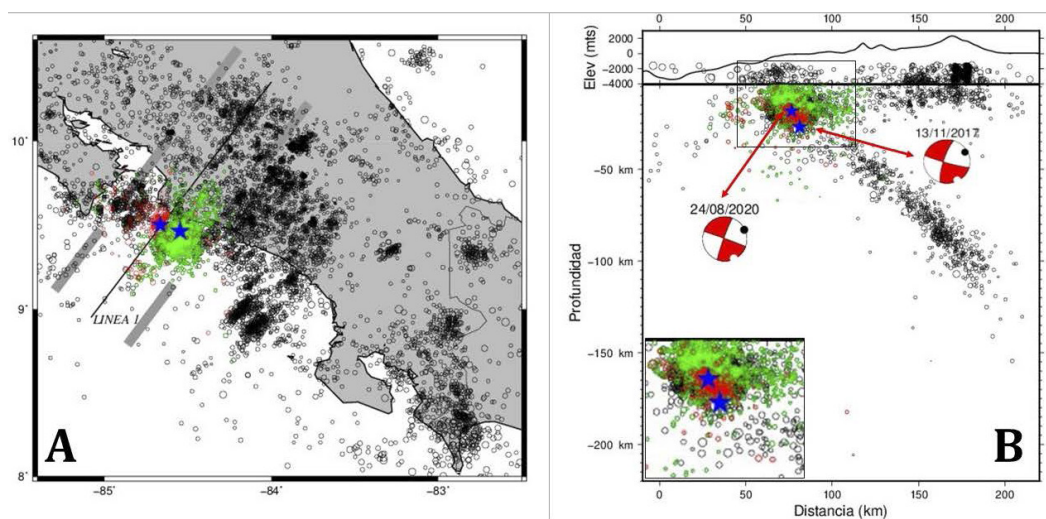 10°
9°
8°
−85°
−84°
−83°
LINEA 1
A
Elev (mts)
2000
0
−2000
−4000
13/11/2017
24/08/2020
Profundidad
−50 km
−100 km
−150 km
−200 km
0
50
100
150
200
Distancia (km)
B